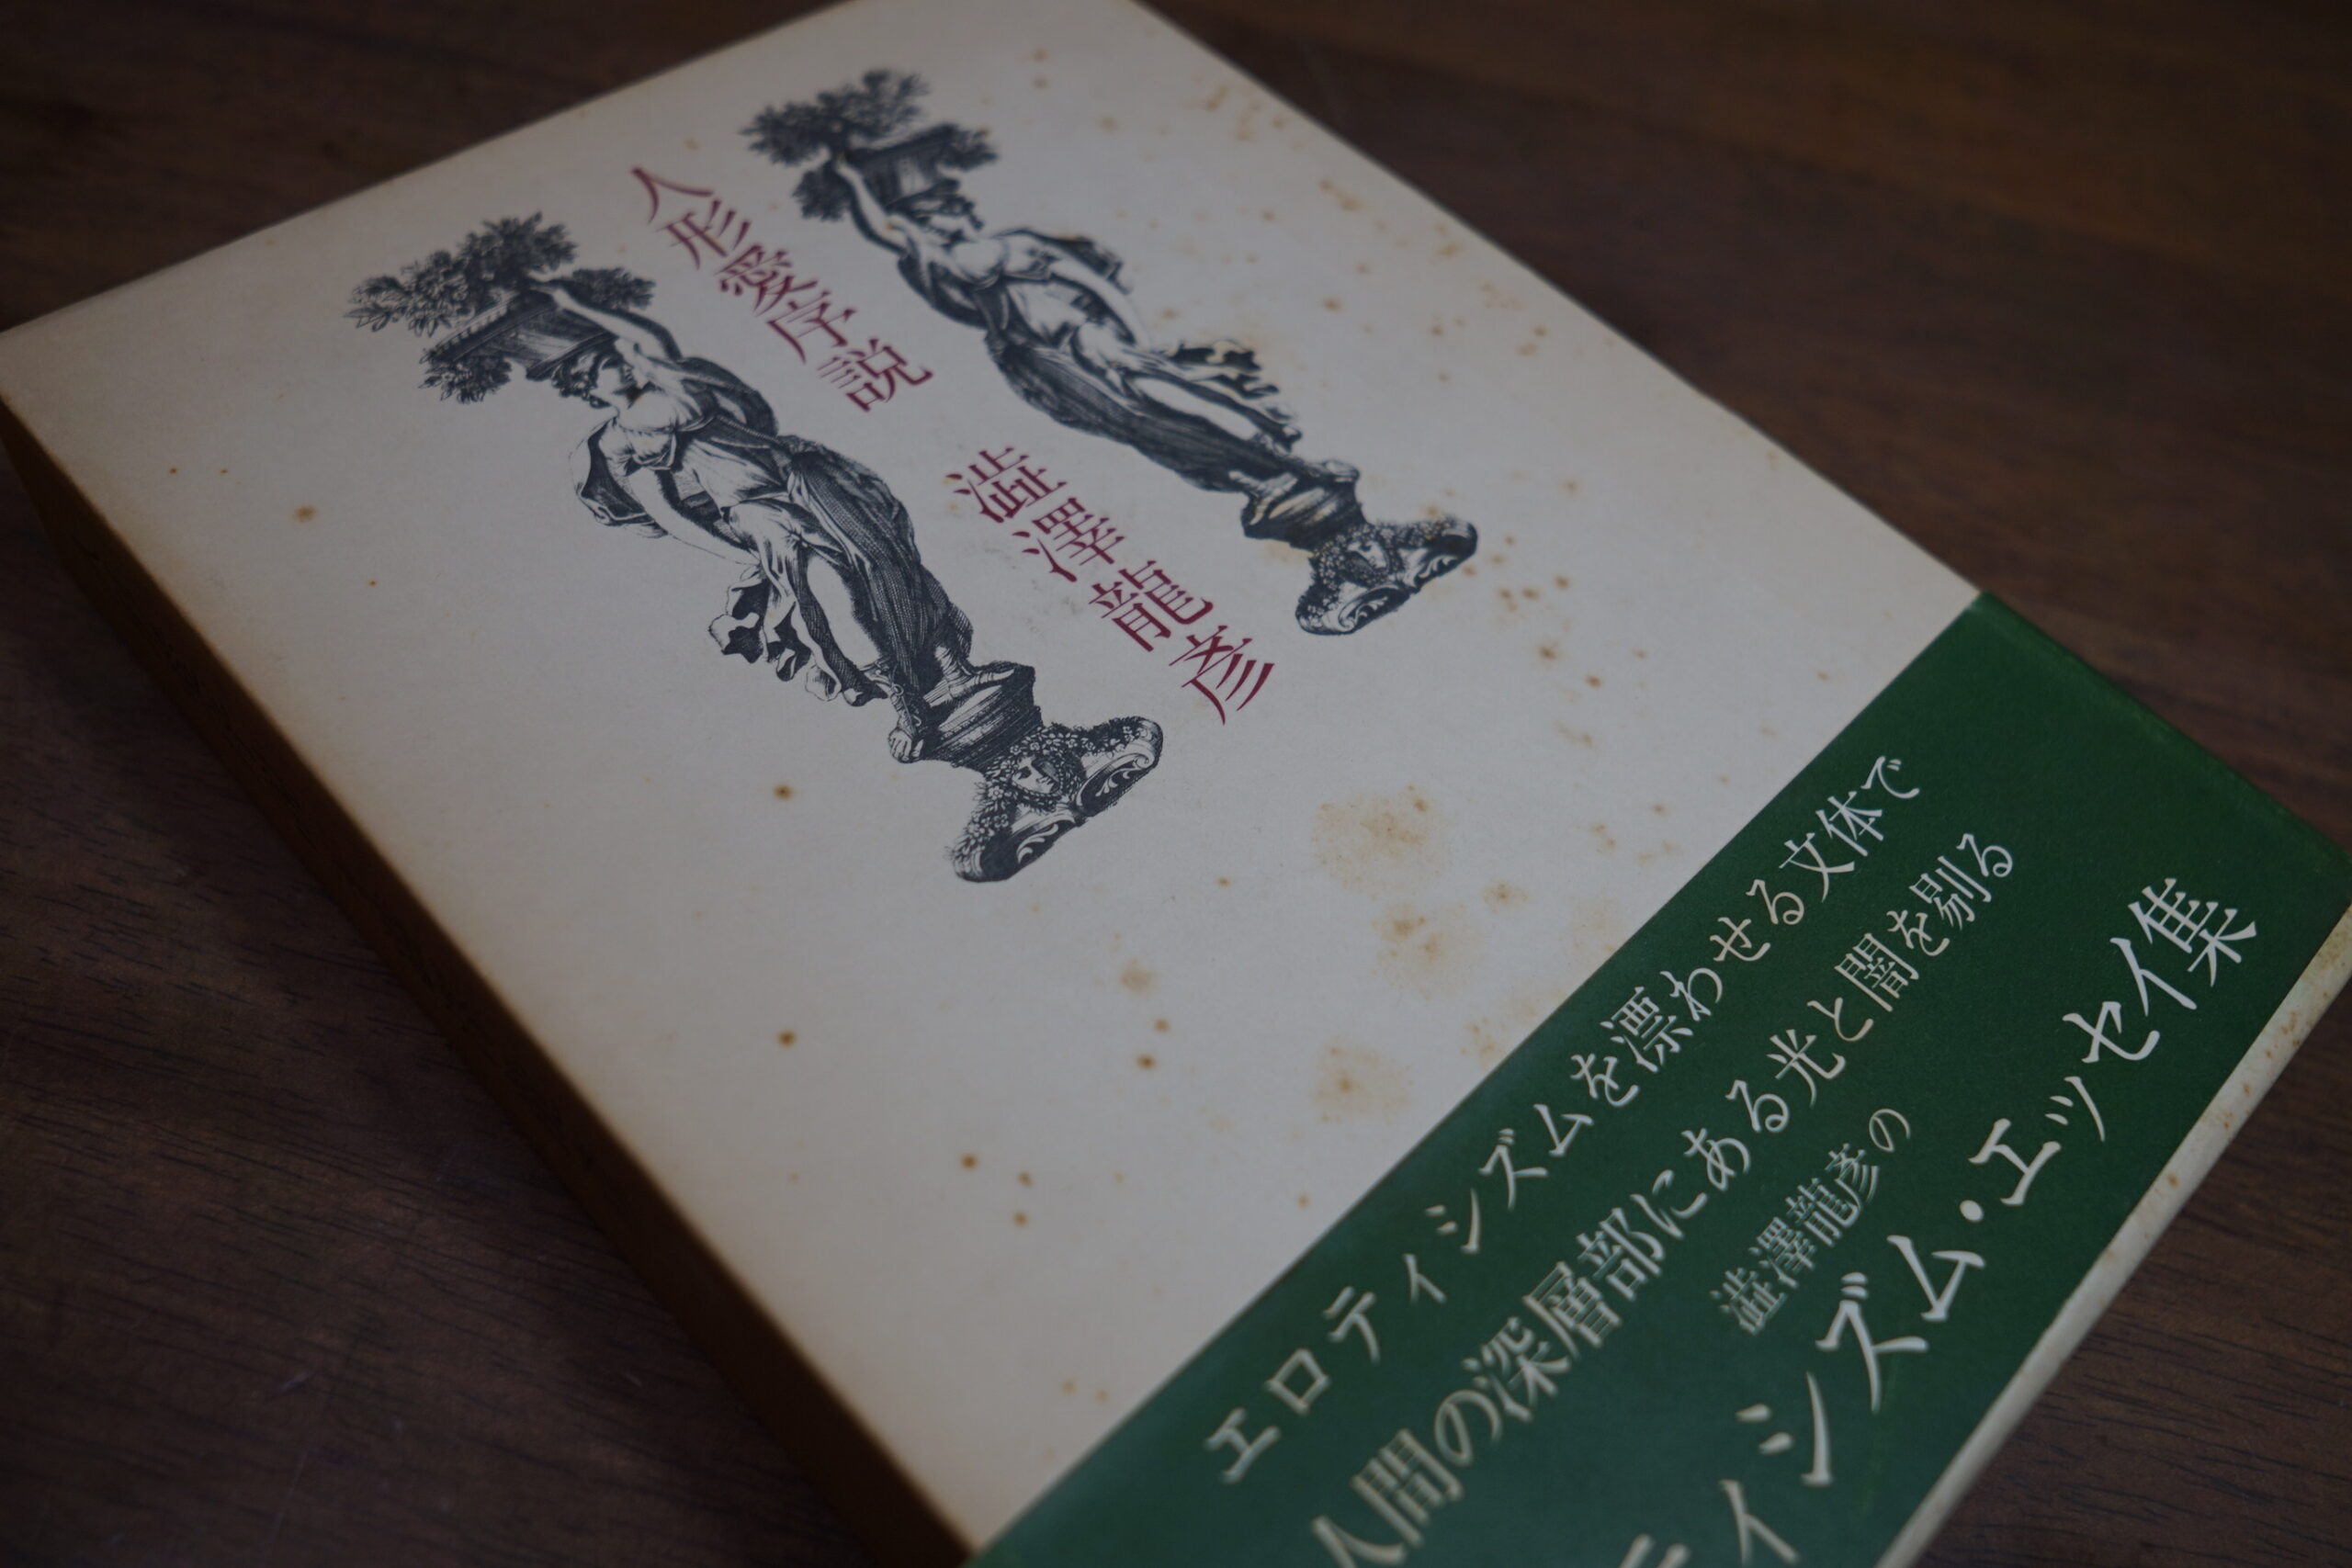 人形愛序説
澁澤龍彥
エロティシズムを漂わせる文体で
人間の深層部にある光と闇を剔る
澁澤龍彥の
ティシズム・エッセイ集